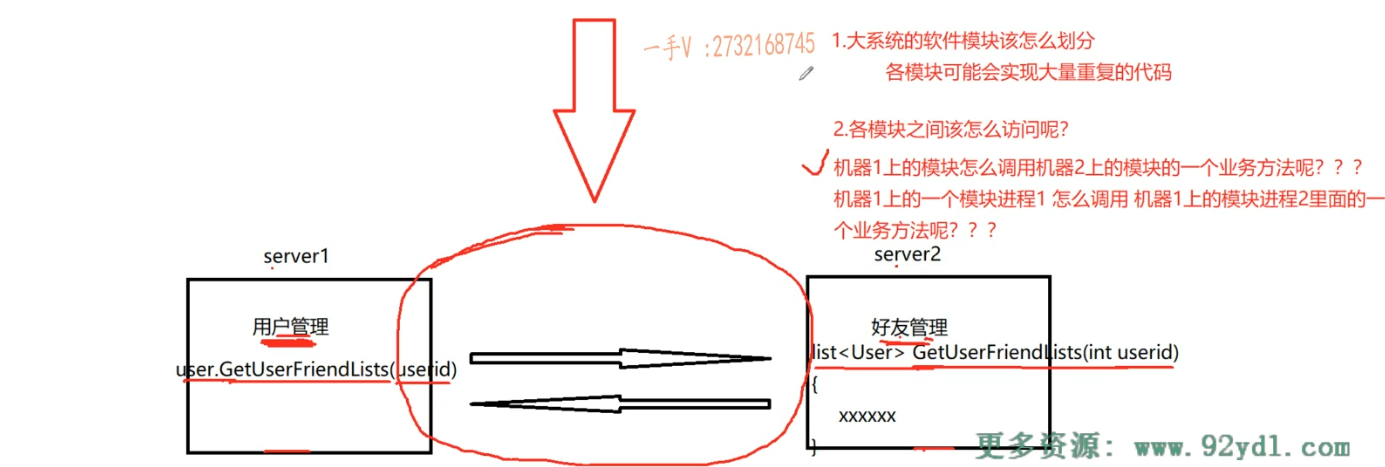 一手V :2732168745
1.大系统的软件模块该怎么划分
各模块可能会实现大量重复的代码
2.各模块之间该怎么访问呢？
机器1上的模块怎么调用机器2上的模块的一个业务方法呢？？？
机器1上的一个模块进程1 怎么调用 机器1上的模块进程2里面的一
个业务方法呢？？？
server1
用户管理
user.GetUserFriendLists(userid)
server2
好友管理
list<User> GetUserFriendLists(int userid)
{
xxxxxx
}
更多资源: www.92ydl.com